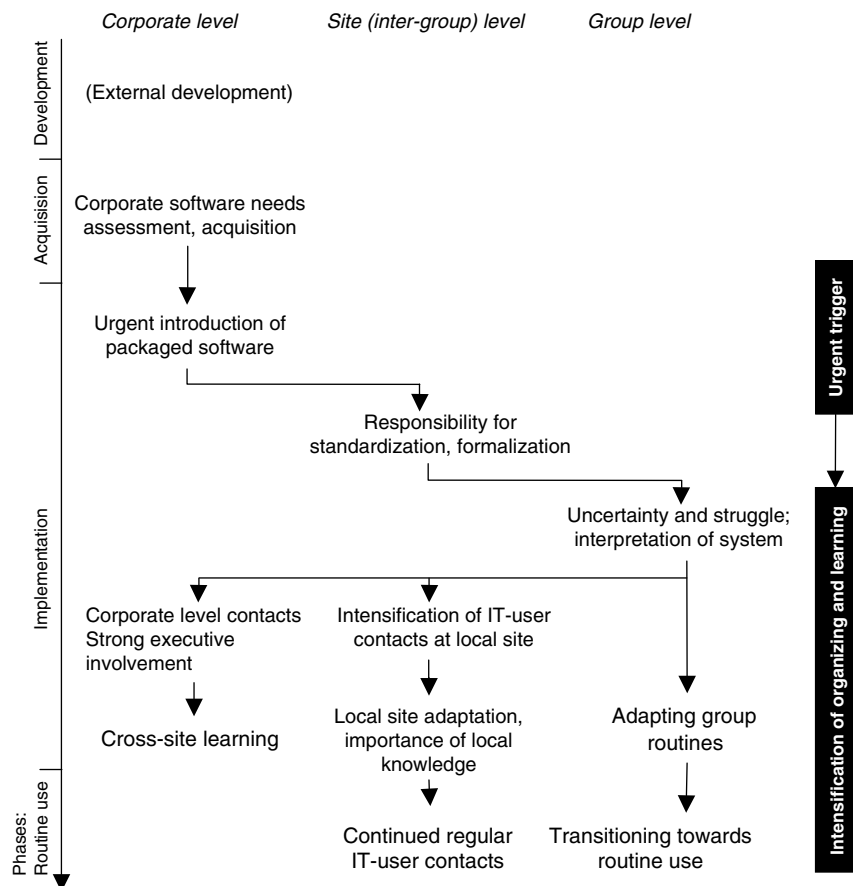 Corporate level
Site (inter-group) level
Group level
Development
(External development)
Acquisision
Corporate software needs
assessment, acquisition
Urgent introduction of
packaged software
Urgent trigger
Responsibility for
standardization, formalization
Implementation
Uncertainty and struggle;
interpretation of system
Corporate level contacts
Strong executive
involvement
Intensification of IT-user
contacts at local site
Cross-site learning
Local site adaptation,
importance of local
knowledge
Adapting group
routines
Intensification of organizing and learning
Phases:
Routine use
Continued regular
IT-user contacts
Transitioning towards
routine use